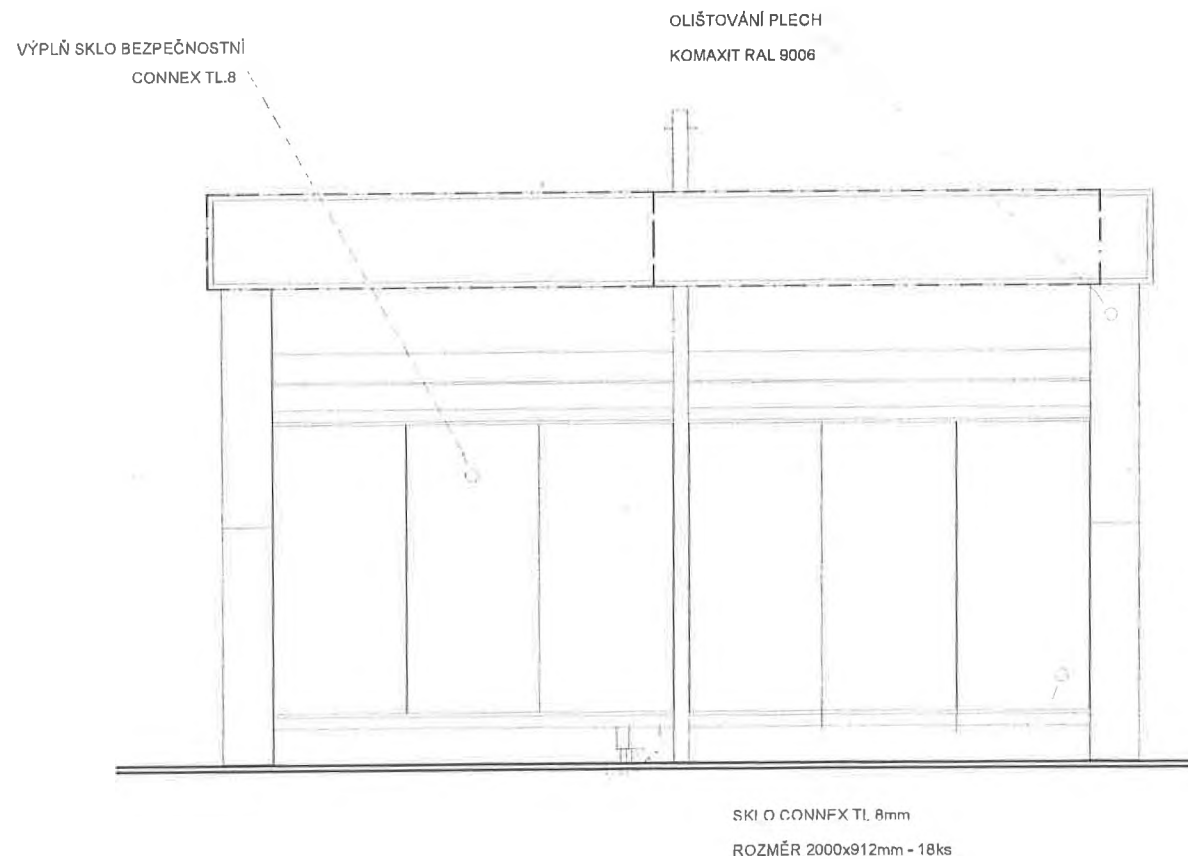 OLIŠTOVÁNÍ PLECH
KOMAXIT RAL 9006
VÝPLŇ SKLO BEZPEČNOSTNÍ
CONNEX TL.8
SKLO CONNEX TL 8mm
ROZMĚR 2000x912mm - 18ks